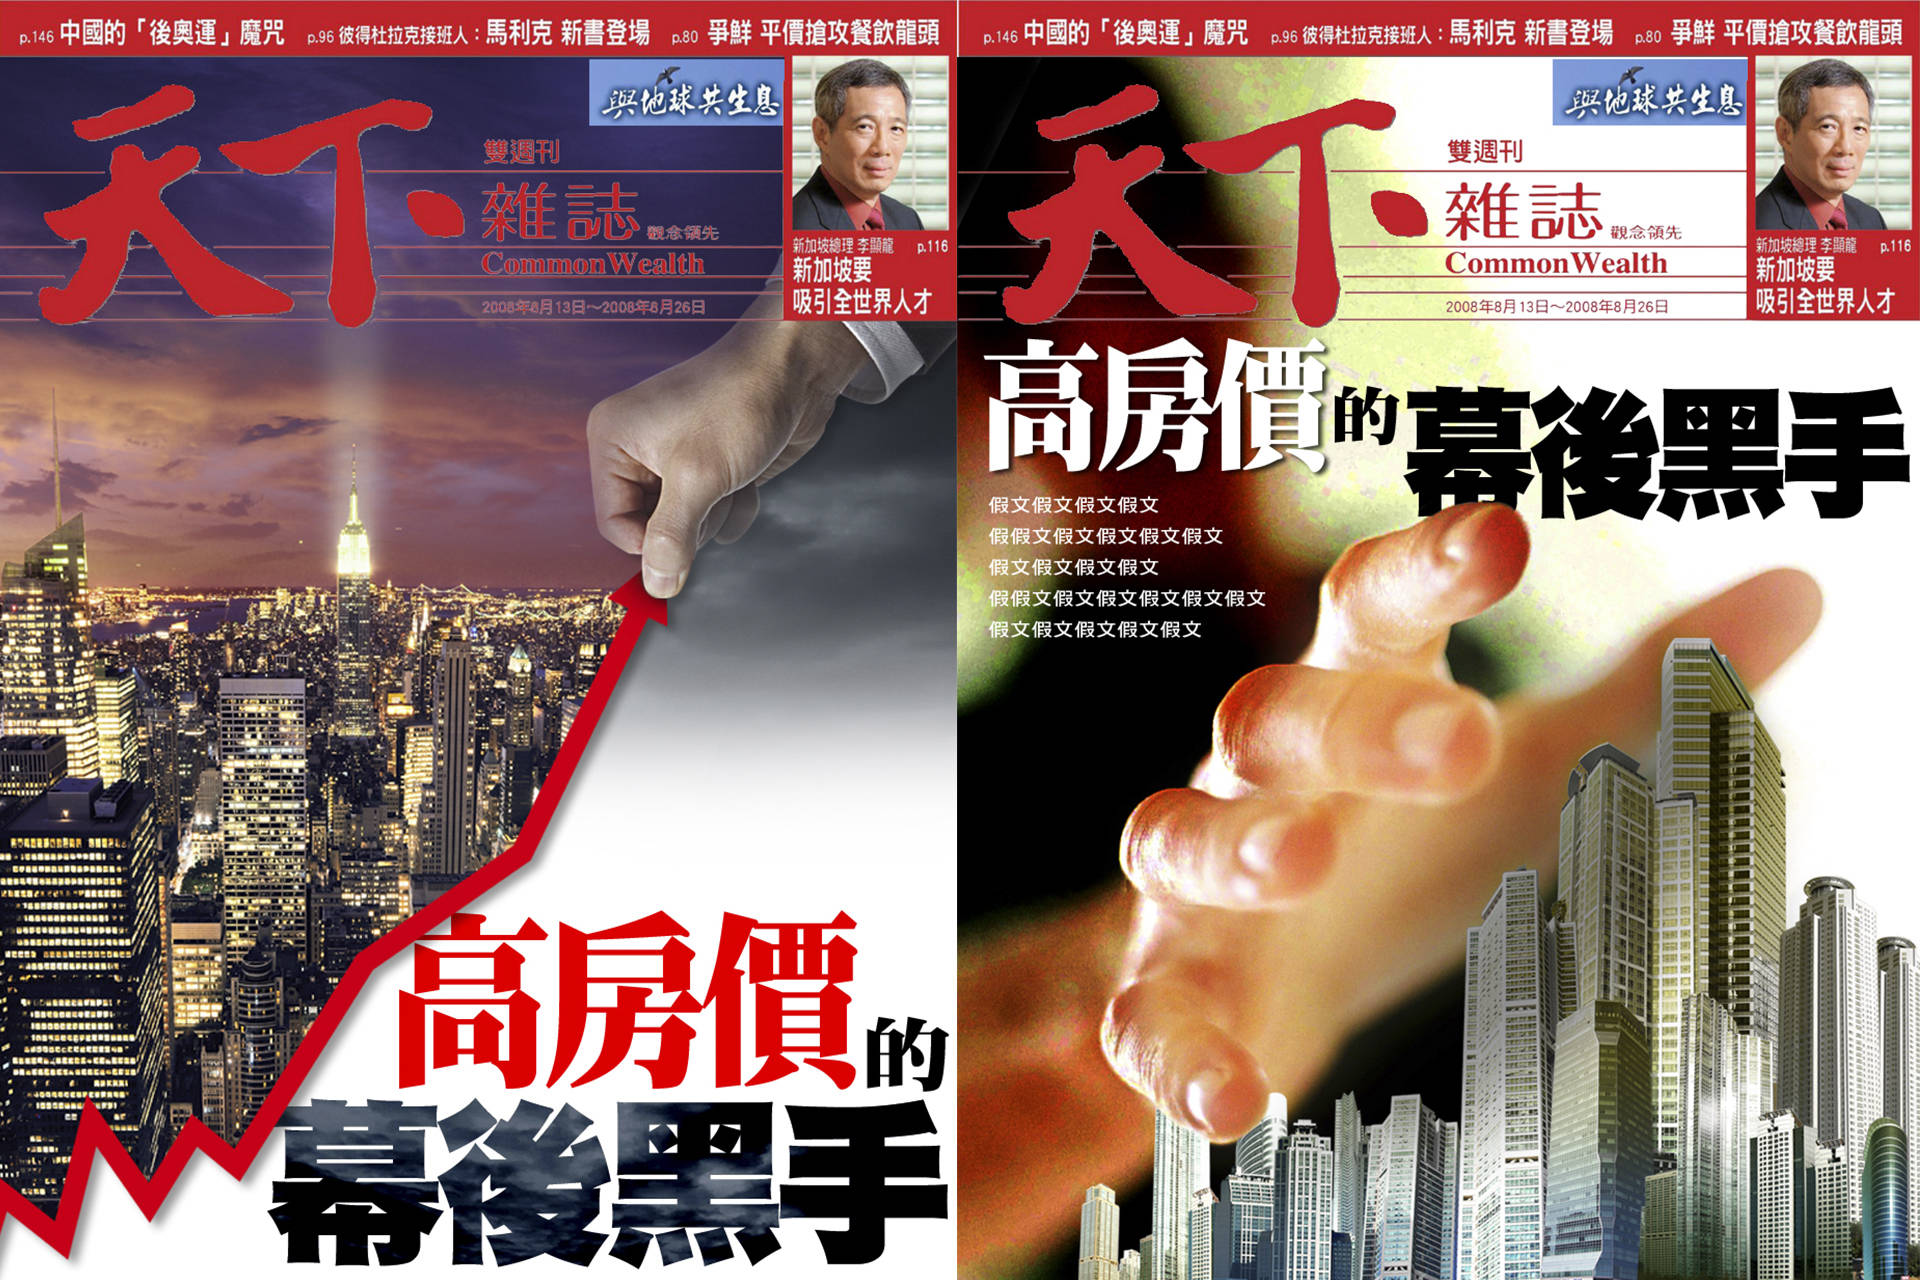 p.146 中國的「後奧運」魔咒 p.96 彼得杜拉克接班人：馬利克 新書登場 p.80 爭鮮 平價搶攻餐飲龍頭
與地球共生息
天下
雙週刊
雜誌 觀念領先
CommonWealth
2008年8月13日～2008年8月26日
新加坡總理 李顯龍 p.116
新加坡要
吸引全世界人才
高房價的
幕後黑手
p.146 中國的「後奧運」魔咒 p.96 彼得杜拉克接班人：馬利克 新書登場 p.80 爭鮮 平價搶攻餐飲龍頭
與地球共生息
天下
雙週刊
雜誌 觀念領先
CommonWealth
2008年8月13日～2008年8月26日
新加坡總理 李顯龍 p.116
新加坡要
吸引全世界人才
高房價的幕後黑手
假文假文假文假文
假假文假文假文假文假文
假文假文假文假文
假假文假文假文假文假文假文
假文假文假文假文假文